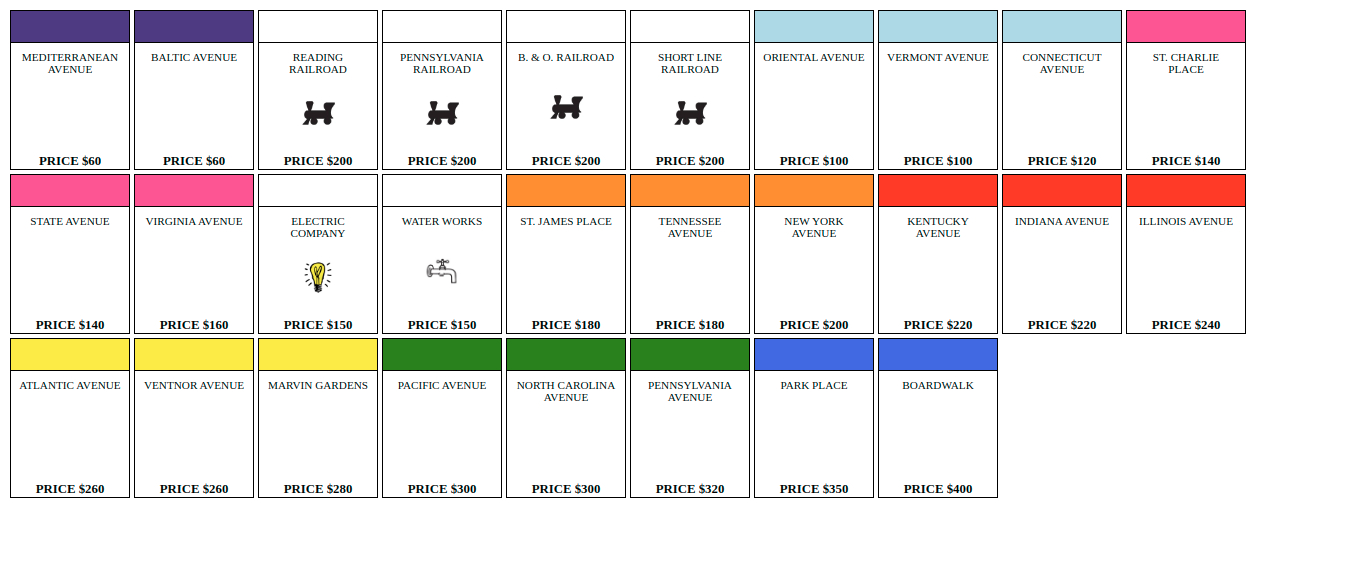 MEDITERRANEAN
AVENUE
PRICE $60
BALTIC AVENUE
PRICE $60
READING
RAILROAD
PRICE $200
PENNSYLVANIA
RAILROAD
PRICE $200
B. & O. RAILROAD
PRICE $200
SHORT LINE
RAILROAD
PRICE $200
ORIENTAL AVENUE
PRICE $100
VERMONT AVENUE
PRICE $100
CONNECTICUT
AVENUE
PRICE $120
ST. CHARLIE
PLACE
PRICE $140
STATE AVENUE
PRICE $140
VIRGINIA AVENUE
PRICE $160
ELECTRIC
COMPANY
PRICE $150
WATER WORKS
PRICE $150
ST. JAMES PLACE
PRICE $180
TENNESSEE
AVENUE
PRICE $180
NEW YORK
AVENUE
PRICE $200
KENTUCKY
AVENUE
PRICE $220
INDIANA AVENUE
PRICE $220
ILLINOIS AVENUE
PRICE $240
ATLANTIC AVENUE
PRICE $260
VENTNOR AVENUE
PRICE $260
MARVIN GARDENS
PRICE $280
PACIFIC AVENUE
PRICE $300
NORTH CAROLINA
AVENUE
PRICE $300
PENNSYLVANIA
AVENUE
PRICE $320
PARK PLACE
PRICE $350
BOARDWALK
PRICE $400